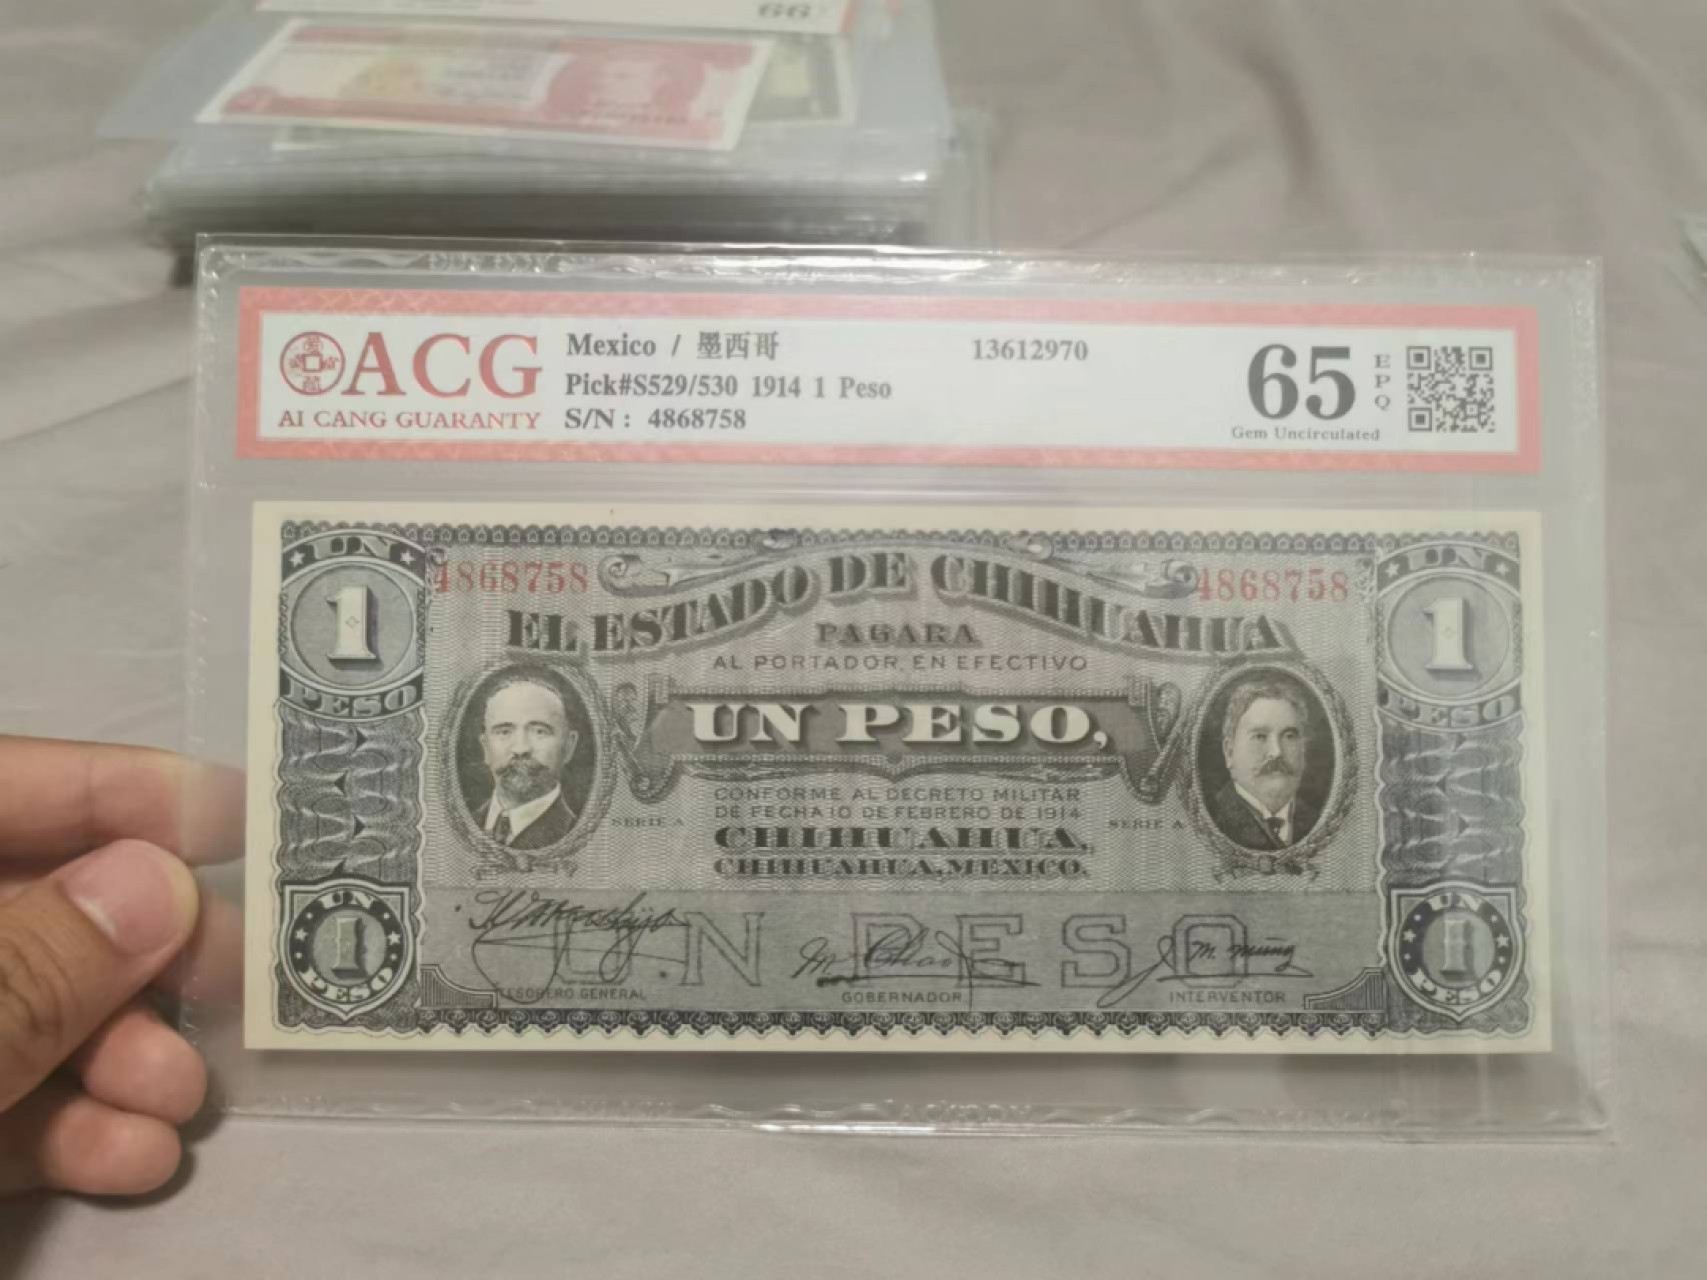 66
ACG
AI CANG GUARANTY
Mexico / 墨西哥
13612970
Pick#S529/530 1914 1 Peso
S/N : 4868758
65
EPQ
Gem Uncirculated
UN
1
PESO
4868758
4868758
UN
1
PESO
EL ESTADO DE CHIHUAHUA
PAGARA
AL PORTADOR, EN EFECTIVO
UN PESO,
CONFORME AL DECRETO MILITAR
DE FECHA 10 DE FEBRERO DE 1914
SERIE A
SERIE A
CHIHUAHUA,
CHIHUAHUA, MEXICO.
UN PESO
UN
1
PESO
TESORERO GENERAL
GOBERNADOR
INTERVENTOR
UN
1
PESO